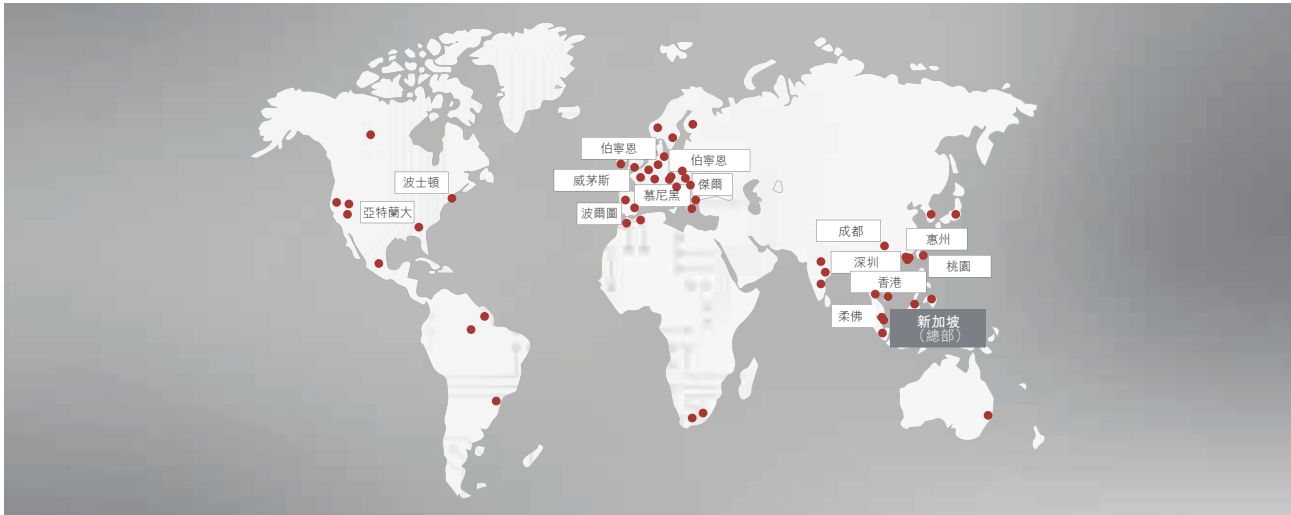 伯寧恩
伯寧恩
波士頓
威茅斯
傑爾
慕尼黑
亞特蘭大
波爾圖
成都
惠州
深圳
桃園
香港
柔佛
新加坡
（總部）